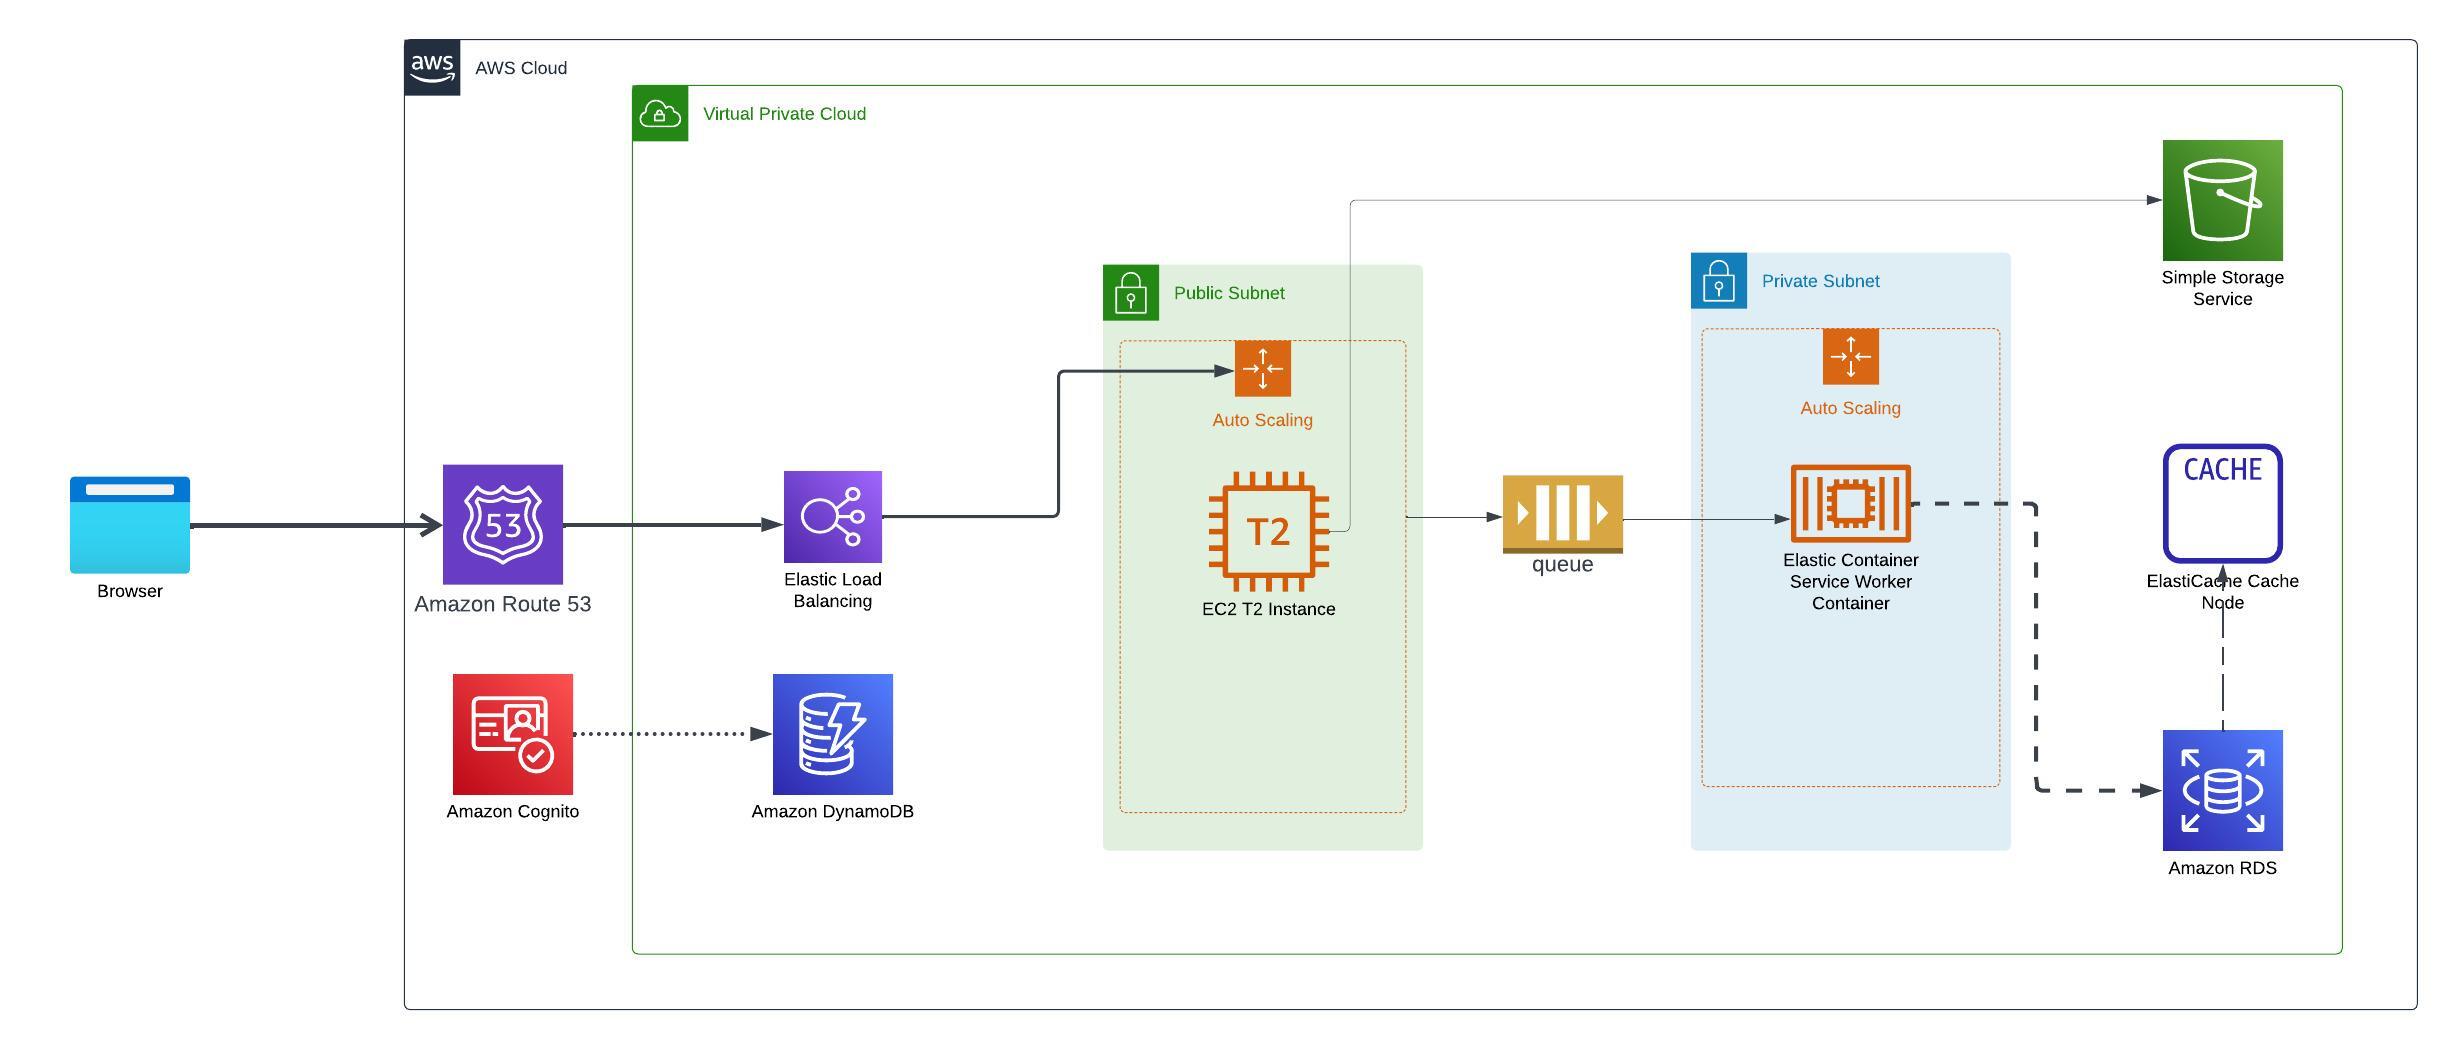 aws
AWS Cloud
Virtual Private Cloud
Simple Storage
Service
Public Subnet
Private Subnet
Auto Scaling
Auto Scaling
CACHE
53
T2
Browser
Amazon Route 53
Elastic Load
Balancing
EC2 T2 Instance
queue
Elastic Container
Service Worker
Container
ElastiCache Cache
Node
Amazon Cognito
Amazon DynamoDB
Amazon RDS